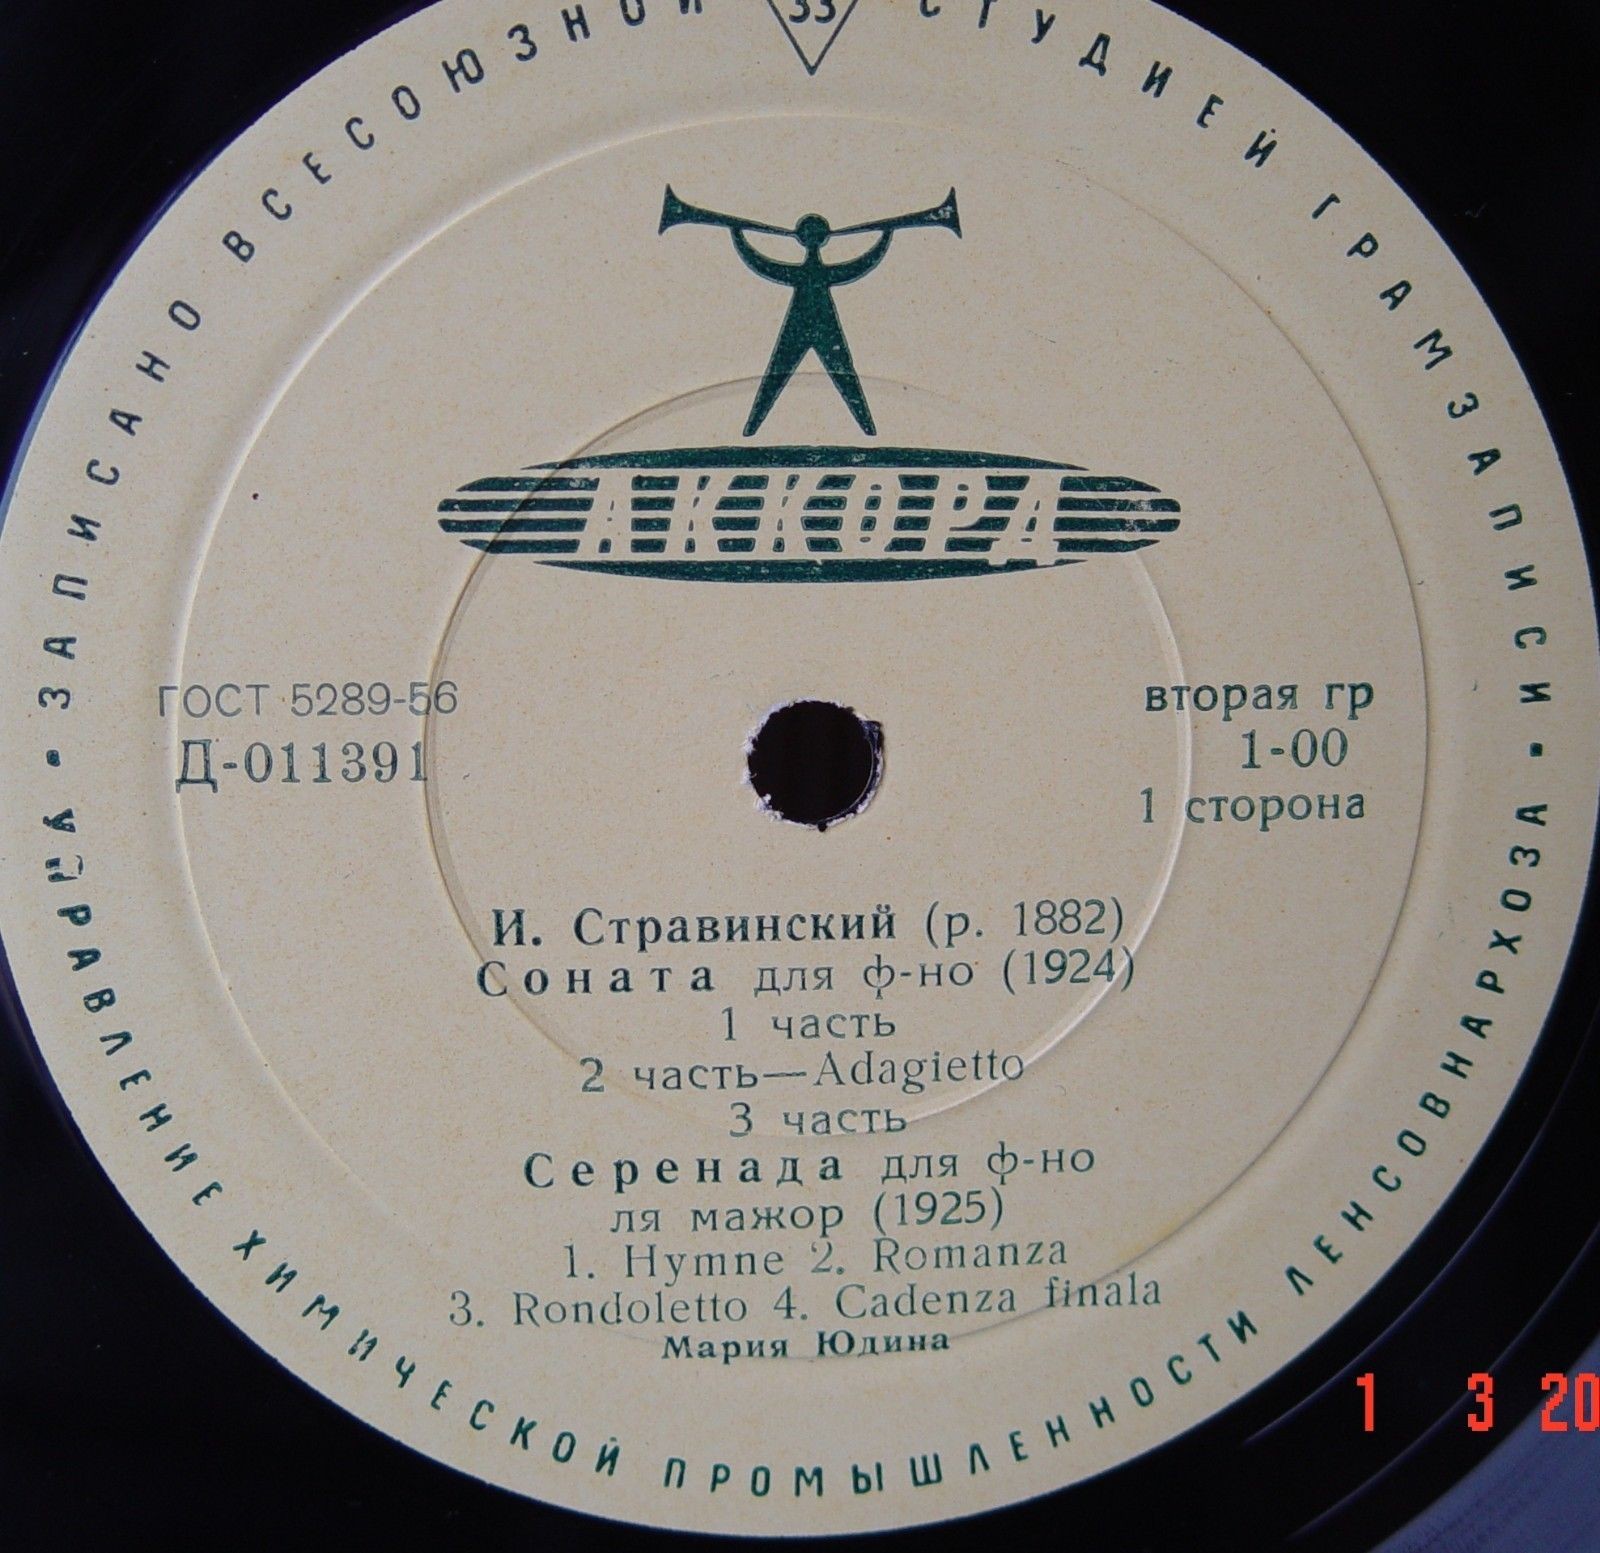 ЗАПИСАНО ВСЕСОЮЗНОЙ СТУДИЕЙ ГРАМЗАПИСИ
33
АККОРД
ГОСТ 5289-56
Д-011391
вторая гр
1-00
1 сторона
И. Стравинский (р. 1882)
Соната для ф-но (1924)
1 часть
2 часть—Adagietto
3 часть
Серенада для ф-но
ля мажор (1925)
1. Hymne 2. Romanza
3. Rondoletto 4. Cadenza finala
Мария Юдина
УПРАВЛЕНИЕ ХИМИЧЕСКОЙ ПРОМЫШЛЕННОСТИ ЛЕНСОВНАРХОЗА
1 3 20